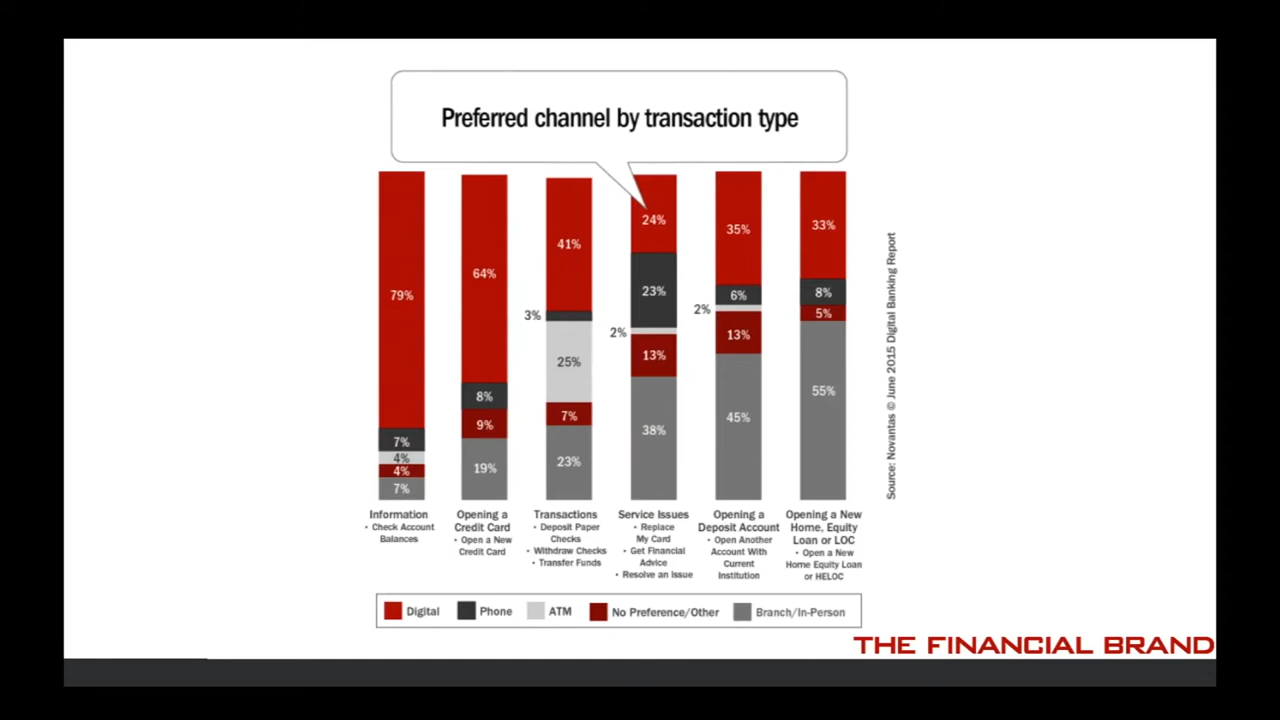 Preferred channel by transaction type
79%
7%
4%
4%
7%
64%
8%
9%
19%
41%
3%
25%
7%
23%
24%
23%
2%
13%
38%
35%
6%
2%
13%
45%
33%
8%
5%
55%
Information
• Check Account
Balances
Opening a
Credit Card
• Open a New
Credit Card
Transactions
• Deposit Paper
Checks
• Withdraw Checks
• Transfer Funds
Service Issues
• Replace
My Card
• Get Financial
Advice
• Resolve an Issue
Opening a
Deposit Account
• Open Another
Account With
Current
Institution
Opening a New
Home, Equity
Loan or LOC
• Open a New
Home Equity Loan
or HELOC
Source: Novantas © June 2015 Digital Banking Report
Digital
Phone
ATM
No Preference/Other
Branch/In-Person
THE FINANCIAL BRAND